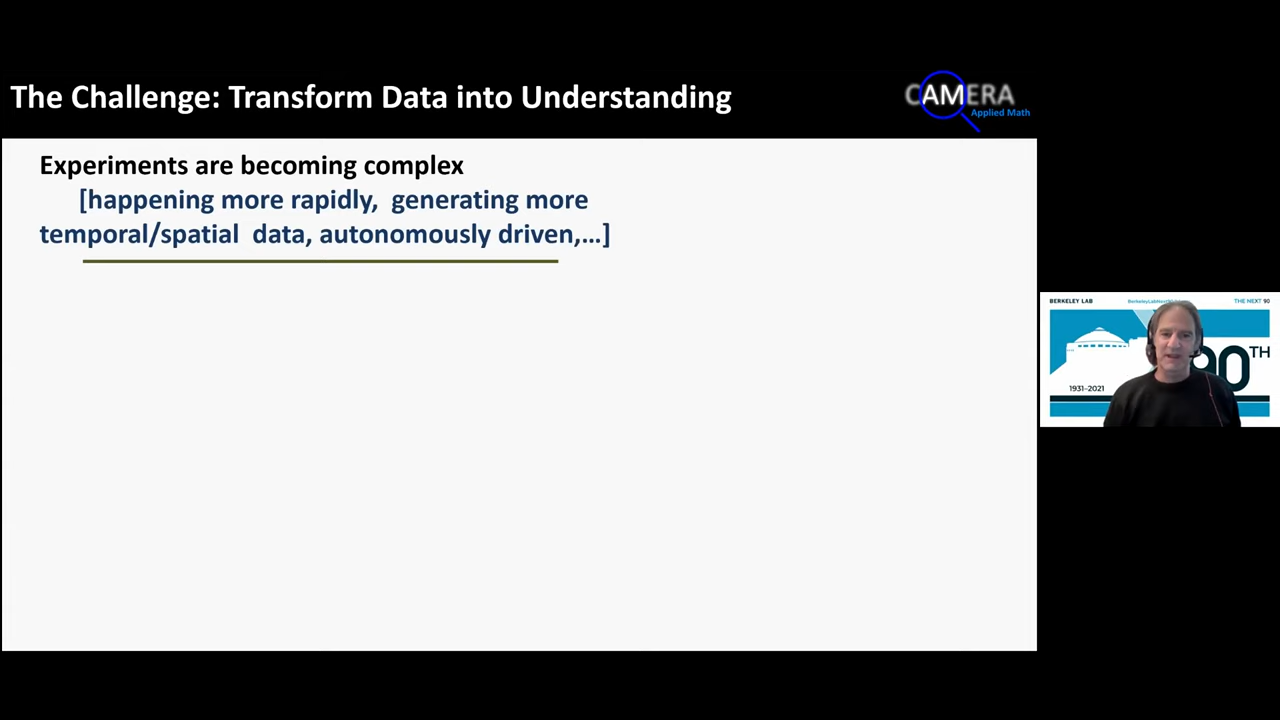 The Challenge: Transform Data into Understanding
CAMERA
Applied Math
Experiments are becoming complex
[happening more rapidly, generating more
temporal/spatial data, autonomously driven,...]
BERKELEY LAB
THE NEXT 90
90TH
1931–2021